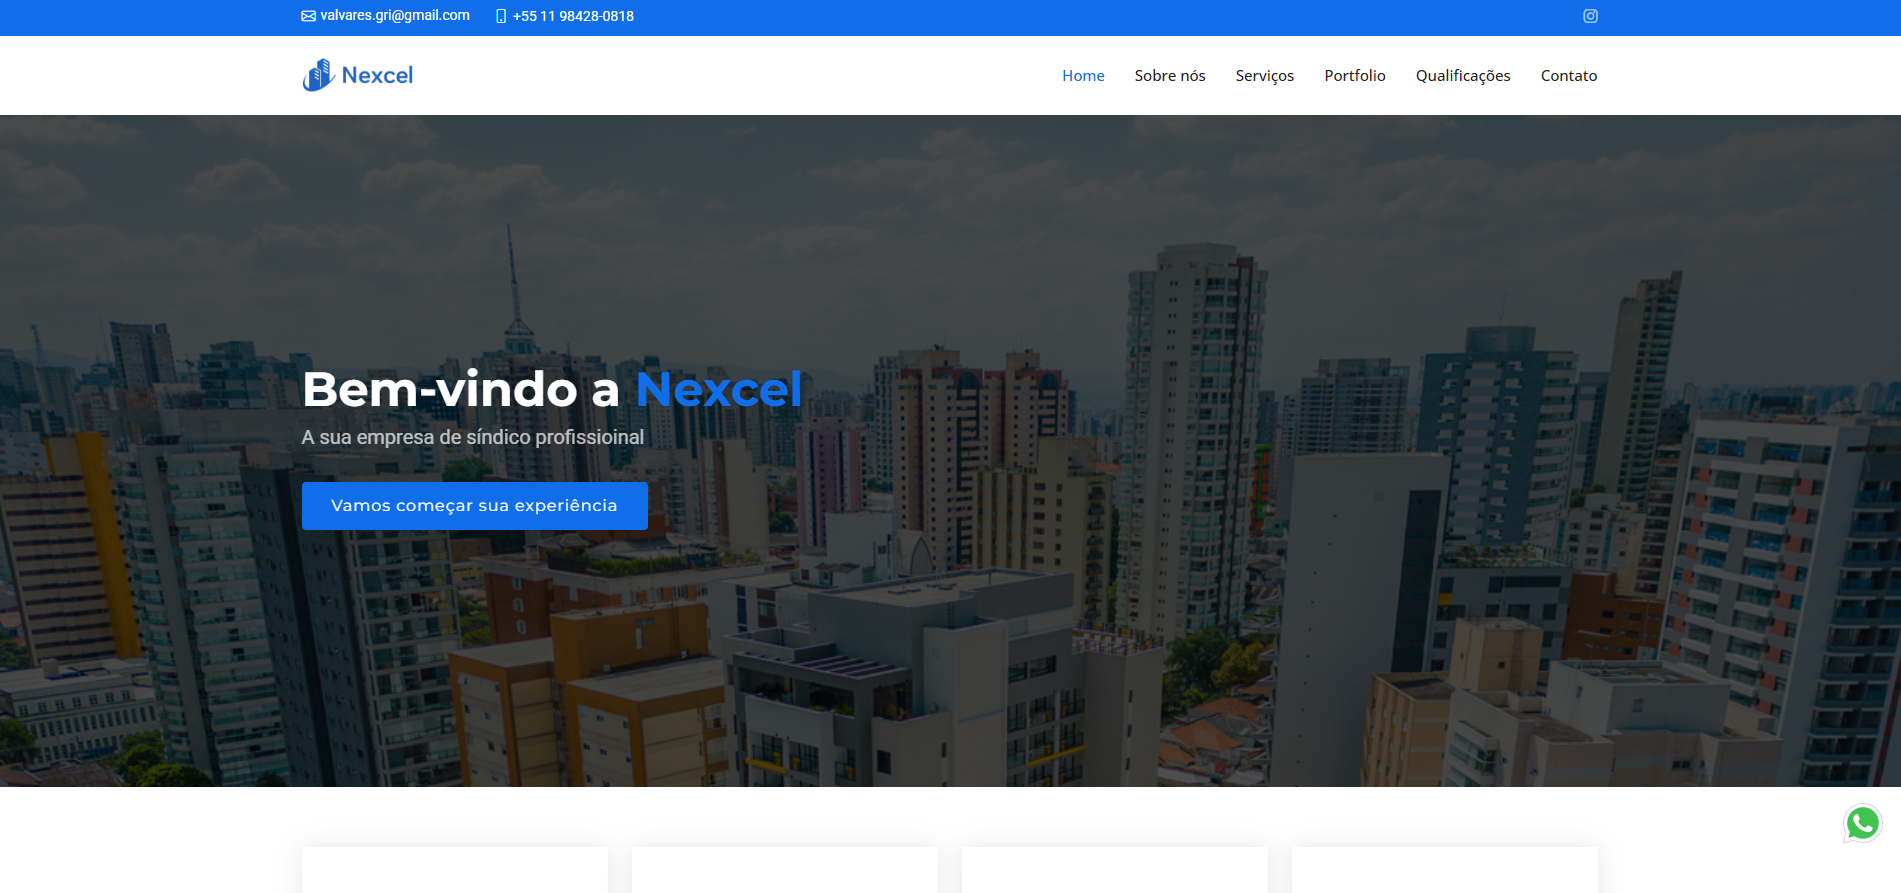 valvares.gri@gmail.com +55 11 98428-0818
Nexcel
Home Sobre nós Serviços Portfolio Qualificações Contato
Bem-vindo a Nexcel
A sua empresa de síndico profissioinal
Vamos começar sua experiência